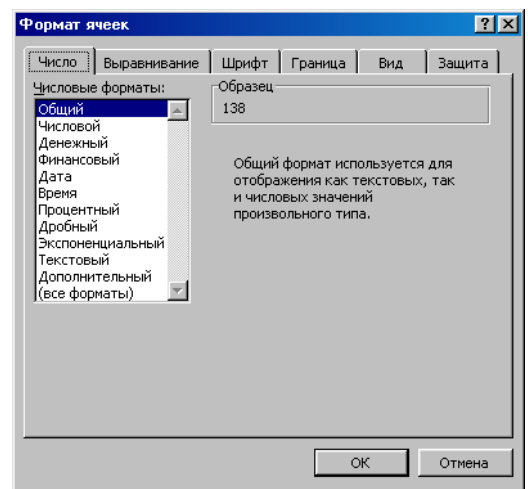 Формат ячеек
Число Выравнивание Шрифт Граница Вид Защита
Числовые форматы:
Общий
Числовой
Денежный
Финансовый
Дата
Время
Процентный
Дробный
Экспоненциальный
Текстовый
Дополнительный
(все форматы)
Образец
138
Общий формат используется для
отображения как текстовых, так
и числовых значений
произвольного типа.
ОК Отмена